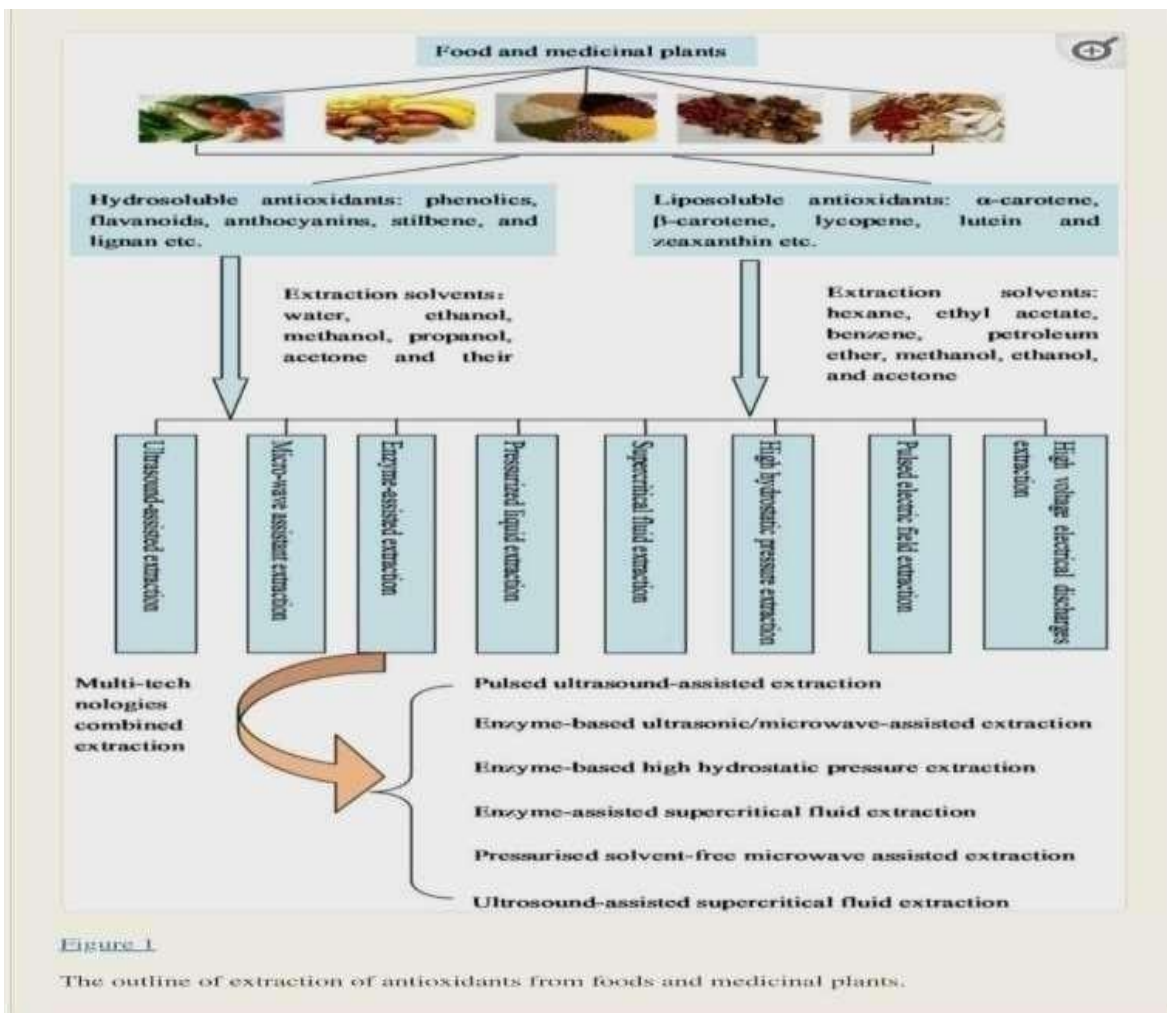 Food and medicinal plants
Hydrosoluble antioxidants: phenolics,
flavanoids, anthocyanins, stilbene, and
lignan etc.
Liposoluble antioxidants: α-carotene,
β-carotene, lycopene, lutein and
zeaxanthin etc.
Extraction solvents:
water, ethanol,
methanol, propanol,
acetone and their
Extraction solvents:
hexane, ethyl acetate,
benzene, petroleum
ether, methanol, ethanol,
and acetone
Ultrasound-assisted extraction
Micro-wave assistent extraction
Enzyme-assisted extraction
Pressurized liquid extraction
Supercritical fluid extraction
High hydrostatic pressure extraction
Pulsed electric field extraction
High voltage electrical discharges
extraction
Multi-tech
nologies
combined
extraction
Pulsed ultrasound-assisted extraction
Enzyme-based ultrasonic/microwave-assisted extraction
Enzyme-based high hydrostatic pressure extraction
Enzyme-assisted supercritical fluid extraction
Pressurised solvent-free microwave assisted extraction
Ultrosound-assisted supercritical fluid extraction
Figure 1
The outline of extraction of antioxidants from foods and medicinal plants.